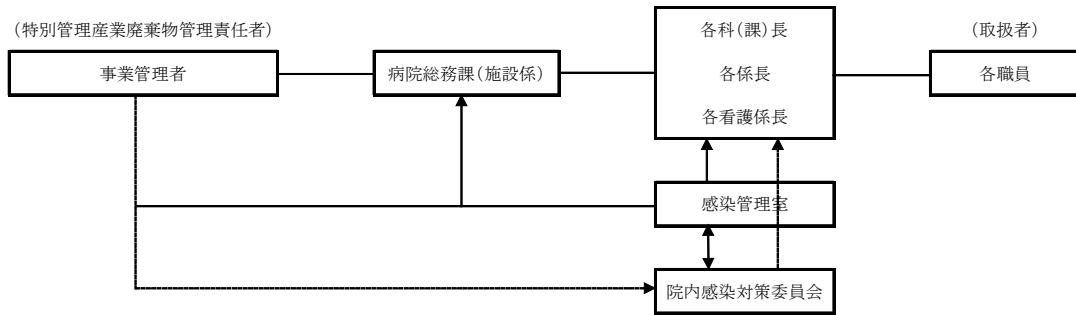 （特別管理産業廃棄物管理責任者）
事業管理者
病院総務課（施設係）
各科（課）長
各係長
各看護係長
（取扱者）
各職員
感染管理室
院内感染対策委員会